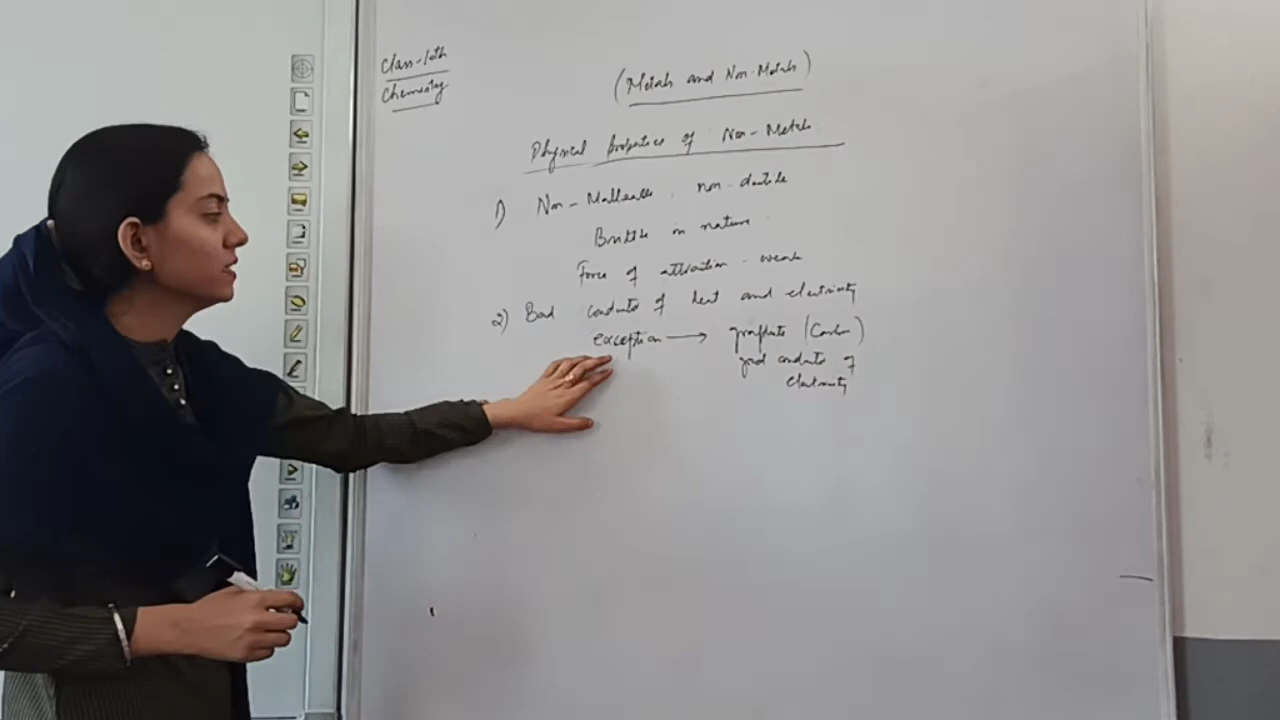 Class-10th
Chemistry
(Metals and Non-Metals)
Physical Properties of Non-Metals
1) Non-Malleable, non-ductile
Brittle in nature
Force of attraction - weak
2) Bad conductor of heat and electricity
exception → graphite (Carbon)
good conductor of
electricity